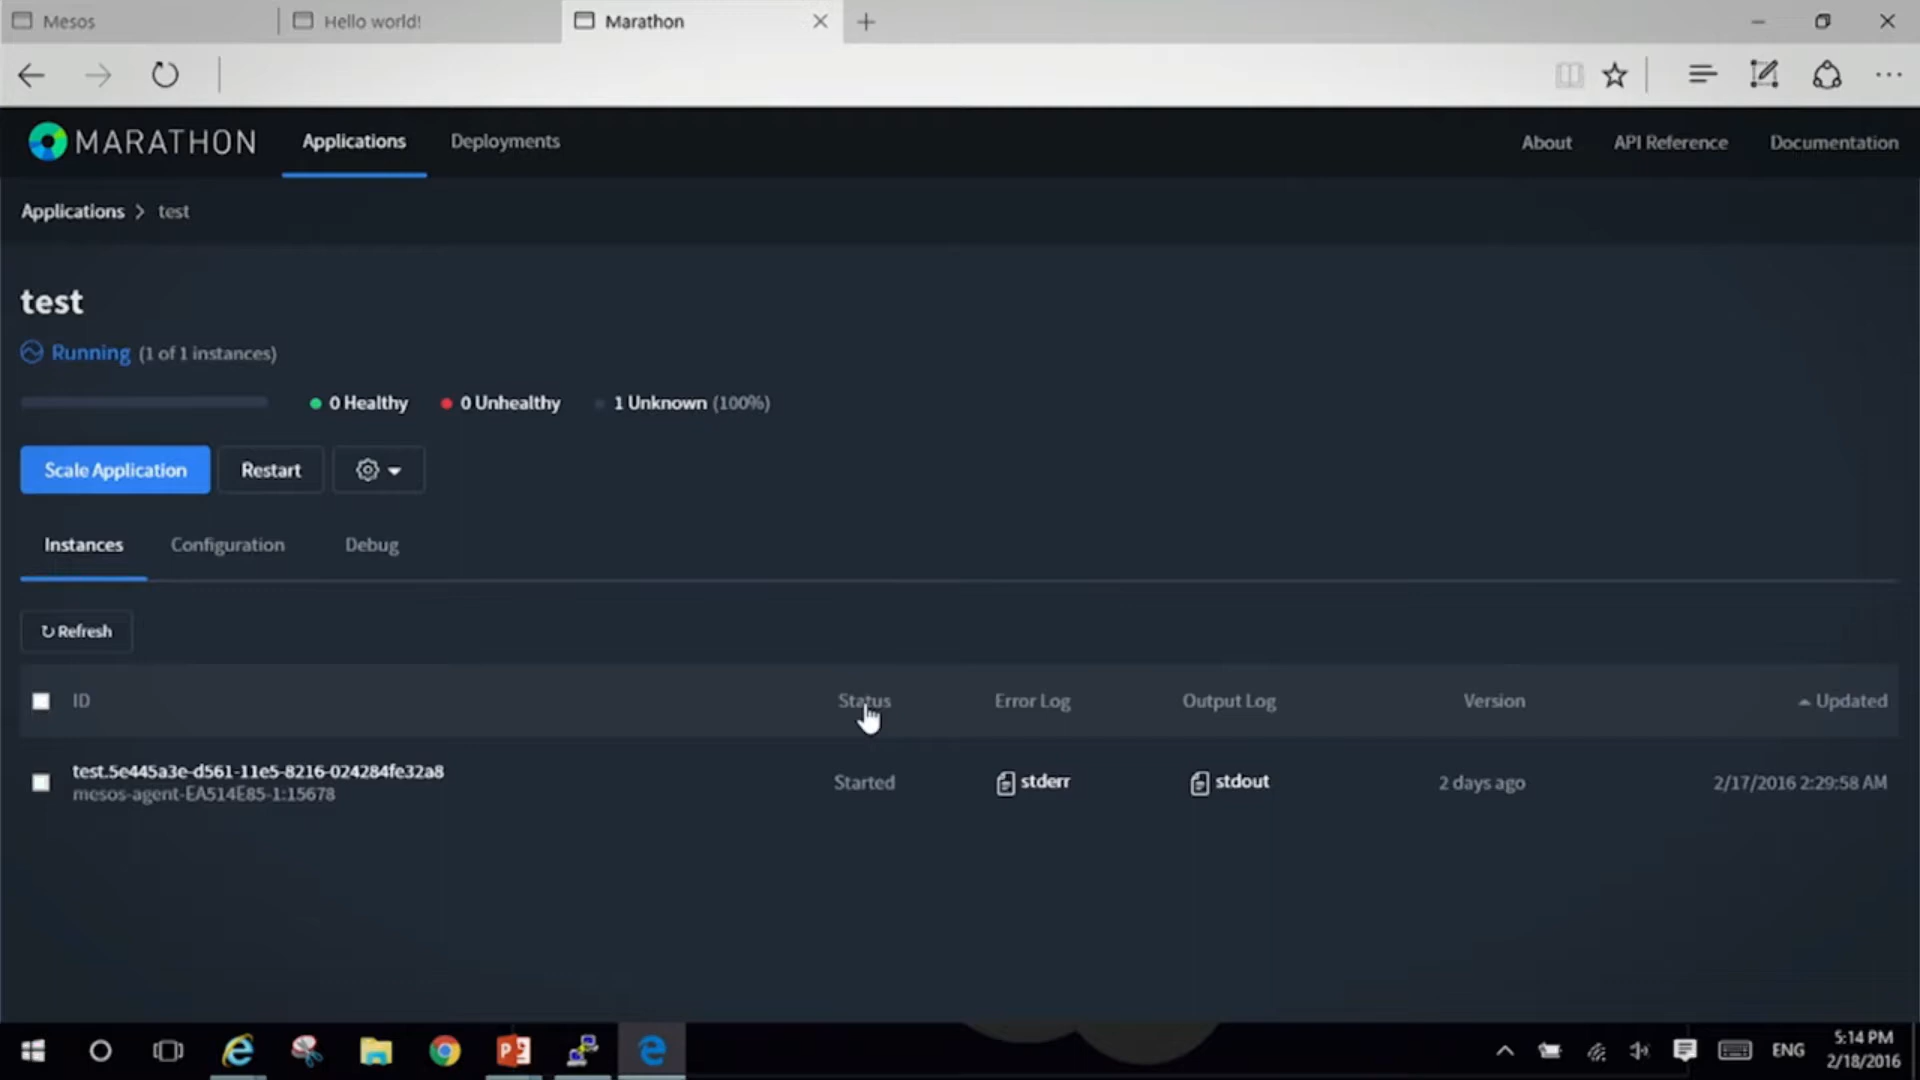 Mesos
Hello world!
Marathon
MARATHON
Applications
Deployments
About
API Reference
Documentation
Applications > test
test
Running (1 of 1 instances)
0 Healthy
0 Unhealthy
1 Unknown (100%)
Scale Application
Restart
Instances
Configuration
Debug
Refresh
ID
Status
Error Log
Output Log
Version
Updated
test.5e445a3e-d561-11e5-8216-024284fe32a8
mesos-agent-EA514E85-1:15678
Started
stderr
stdout
2 days ago
2/17/2016 2:29:58 AM
ENG
5:14 PM
2/18/2016